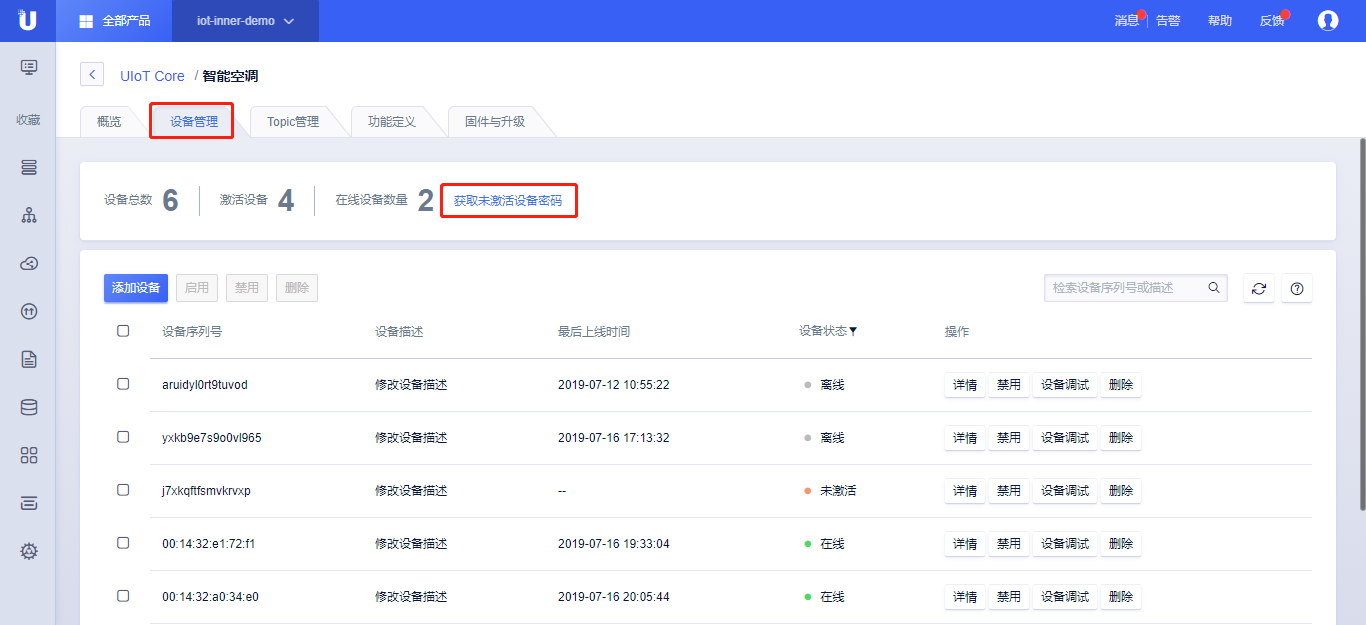 U 全部产品 iot-inner-demo 消息 告警 帮助 反馈
收藏
UIoT Core / 智能空调
概览 设备管理 Topic管理 功能定义 固件与升级
设备总数 6 激活设备 4 在线设备数量 2 获取未激活设备密码
添加设备 启用 禁用 删除 检索设备序列号或描述
设备序列号 设备描述 最后上线时间 设备状态 操作
aruidyl0rt9tuvod 修改设备描述 2019-07-12 10:55:22 离线 详情 禁用 设备调试 删除
yxkb9e7s9o0vl965 修改设备描述 2019-07-16 17:13:32 离线 详情 禁用 设备调试 删除
j7xkqftfsmvkrvxp 修改设备描述 -- 未激活 详情 禁用 设备调试 删除
00:14:32:e1:72:f1 修改设备描述 2019-07-16 19:33:04 在线 详情 禁用 设备调试 删除
00:14:32:a0:34:e0 修改设备描述 2019-07-16 20:05:44 在线 详情 禁用 设备调试 删除